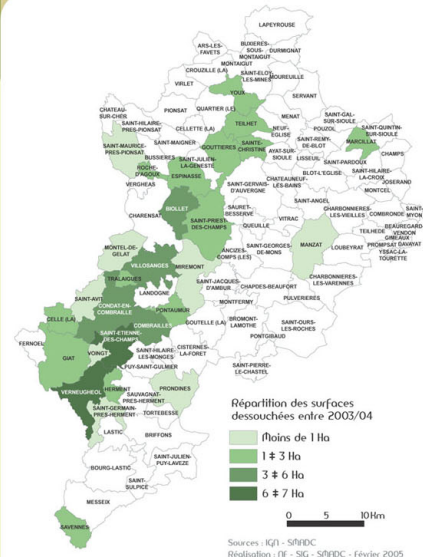 LAPEYROUSE
ARS-LES-
FAVETS
BUXIERES-
SOUS-
MONTAIGUT
DURMIGNAT
MONTAIGUT
CROUZILLE (LA)
SAINT-ELOY
LES-MINES
MOUREUILLE
VIRLET
YOUX
SERVANT
CHATEAU-
SUR-CHER
PIONSAT
QUARTIER (LE)
MENAT
SAINT-GAL-
SUR-SIOULE
SAINT-HILAIRE-
PRES-PIONSAT
CELLETTE (LA)
TEILHET
NEUF-
EGLISE
POUZOL
SAINT-QUINTIN-
SUR-SIOULE
MARCILLAT
SAINT-MAURICE-
PRES-PIONSAT
SAINT-MAIGNER
GOUTTIERES
SAINTE-
CHRISTINE
AYAT-SUR-
SIOULE
SAINT-REMY-
DE-BLOT
LISSEUIL
CHAMPS
BUSSIERES
SAINT-JULIEN-
LA-GENESTE
SAINT-PARDOUX
ROCHE-
D'AGOUX
ESPINASSE
BLOT-L'EGLISE
SAINT-HILAIRE-
LA-CROIX
VERGHEAS
CHATEAUNEUF-
LES-BAINS
JOSERAND
SAINT-GERVAIS-
D'AUVERGNE
MONTCEL
BIOLLET
SAINT-ANGEL
CHARENSAT
SAURET-
BESSERVE
CHARBONNIERES-
LES-VIEILLES
COMBRONDE
SAINT-
MYON
SAINT-PRIEST-
DES-CHAMPS
QUEUILLE
VITRAC
TEILHEDE
BEAUREGARD-
VENDON
GIMEAUX
DAVAYAT
PROMPSAT
YSSAC-LA-
TOURETTE
MONTEL-DE-
GELAT
ANCIZES-
COMPS (LES)
SAINT-GEORGES-
DE-MONS
MANZAT
LOUBEYRAT
VILLOSANGES
MIREMONT
TRALAIGUES
CHARBONNIERES-
LES-VARENNES
LANDOGNE
SAINT-JACQUES-
D'AMBUR
CHAPDES-BEAUFORT
SAINT-AVIT
CONDAT-EN-
COMBRAILLE
PULVERIERES
MONTFERMY
PONTAUMUR
CELLE (LA)
COMBRAILLES
GOUTELLE (LA)
BROMONT-
LAMOTHE
SAINT-OURS-
LES-ROCHES
FERNOEL
SAINT-ETIENNE-
DES-CHAMPS
PONTGIBAUD
GIAT
VOINGT
SAINT-HILAIRE-
LES-MONGES
CISTERNES-
LA-FORET
PUY-SAINT-GULMIER
SAINT-PIERRE-
LE-CHASTEL
VERNEUGHEOL
HERMENT
SAUVAGNAT-
PRES-HERMENT
PRONDINES
SAINT-GERMAIN-
PRES-HERMENT
TORTEBESSE
LASTIC
BRIFFONS
SAINT-JULIEN-
PUY-LAVEZE
BOURG-LASTIC
SAINT-
SULPICE
MESSEIX
SAVENNES
Répartition des surfaces
dessouchées entre 2003/04
Moins de 1 Ha
1 ‡ 3 Ha
3 ‡ 6 Ha
6 ‡ 7 Ha
0 5 10 Km
Sources : IGN - SMADC
Réalisation : NF - SIG - SMADC - Février 2005